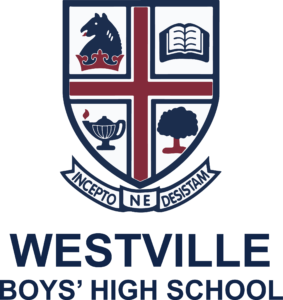 INCEPTO NE DESISTAM
WESTVILLE
BOYS' HIGH SCHOOL